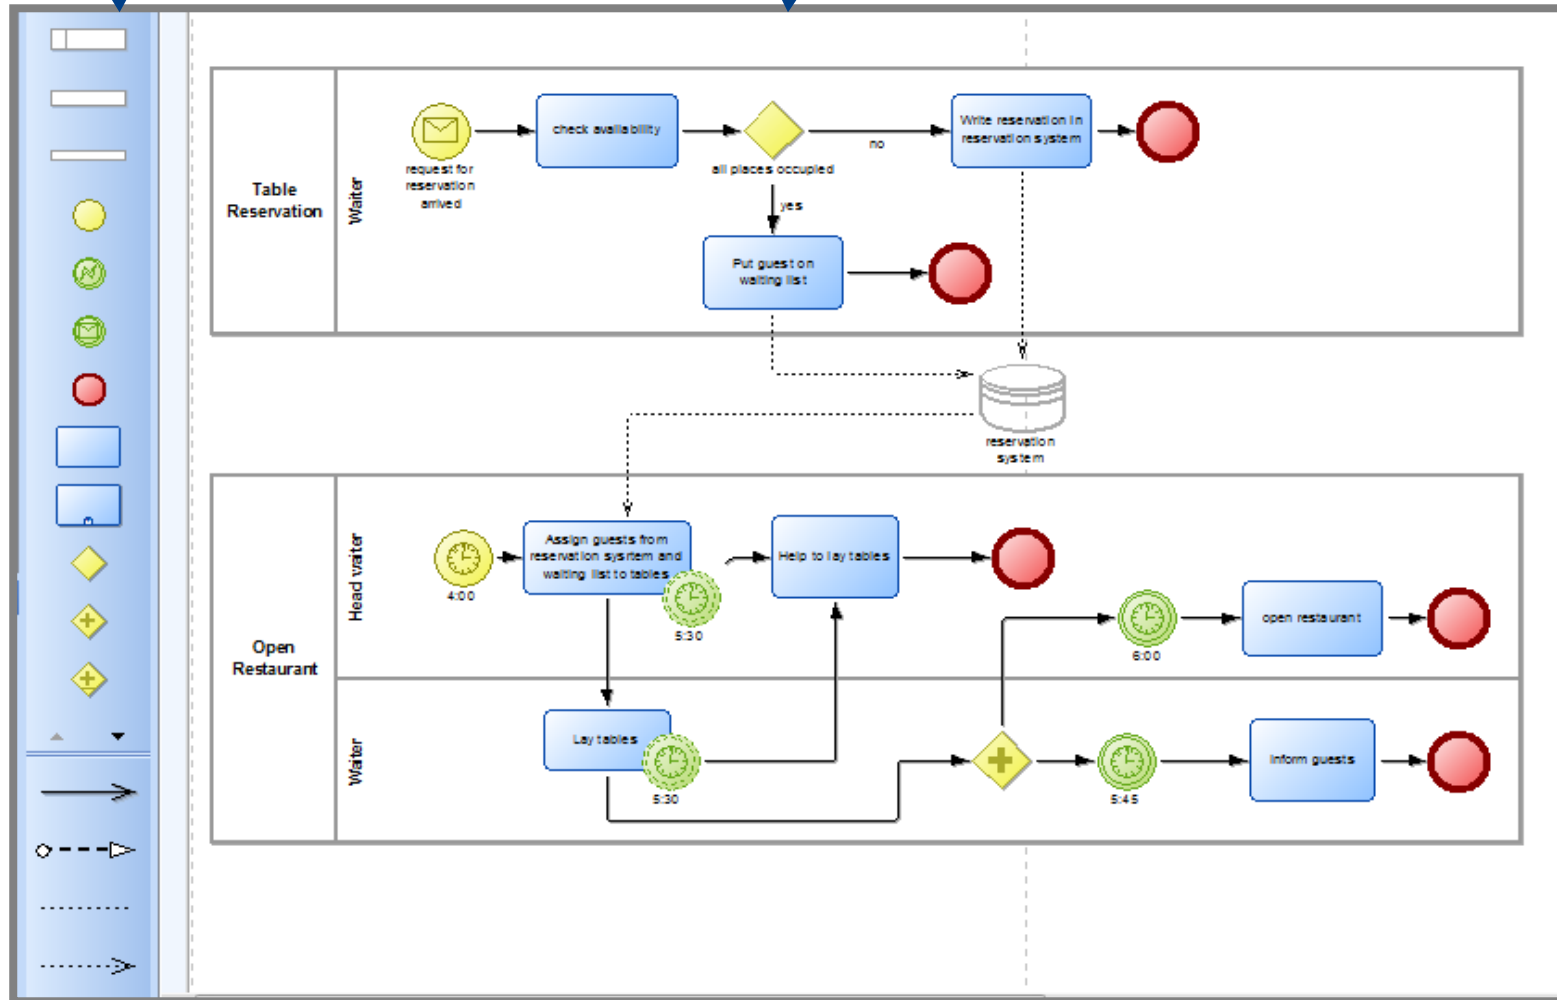 Table
Reservation
Waiter
request for
reservation
arrived
check availability
all places occupied
no
yes
Write reservation in
reservation system
Put guest on
waiting list
reservation
system
Open
Restaurant
Head waiter
4:00
Assign guests from
reservation sysrtem and
waiting list to tables
5:30
Help to lay tables
6:00
open restaurant
Waiter
Lay tables
5:30
5:45
Inform guests